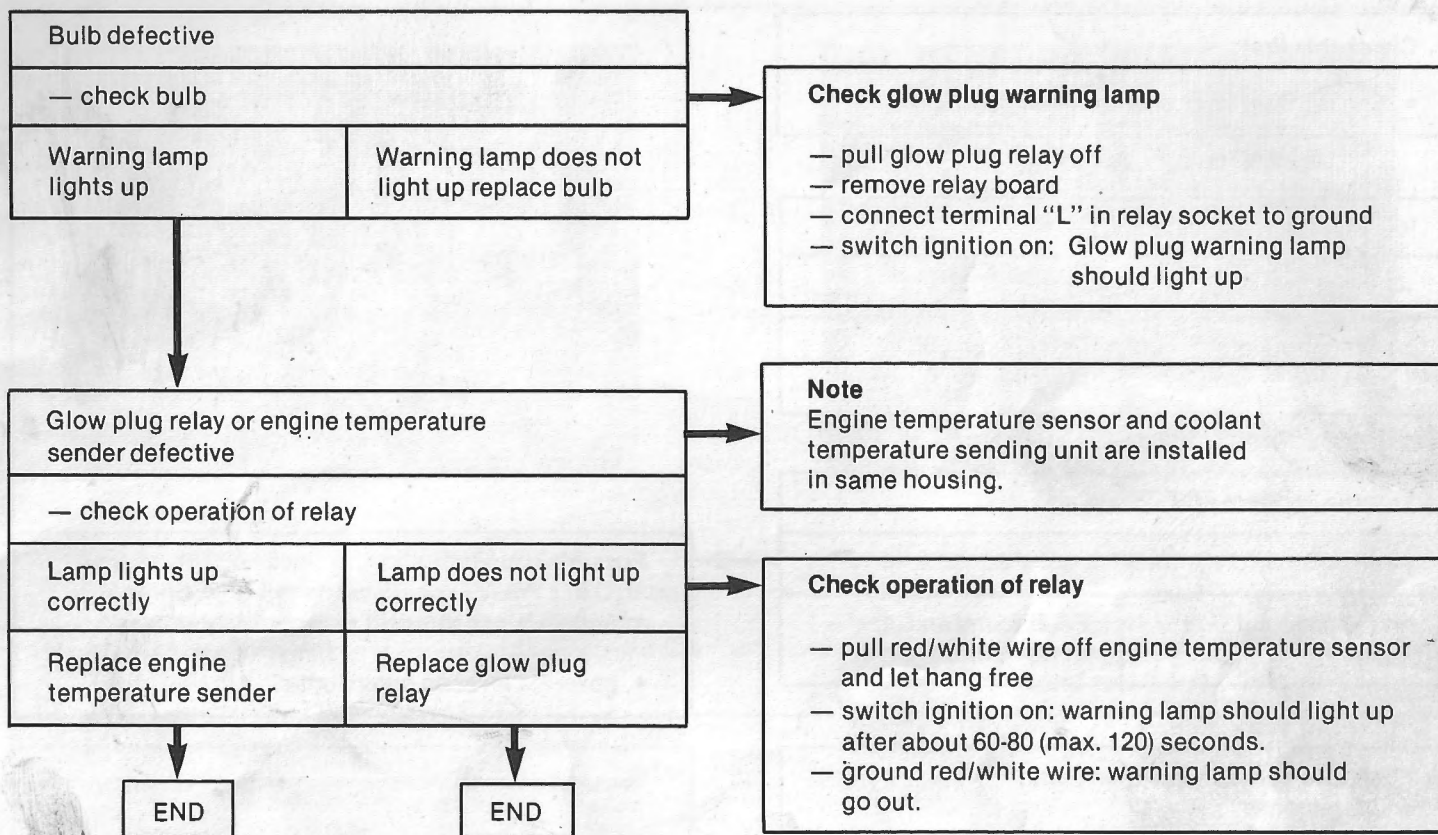 Bulb defective
— check bulb
Warning lamp
lights up
Warning lamp does not
light up replace bulb
Check glow plug warning lamp
— pull glow plug relay off
— remove relay board
— connect terminal “L” in relay socket to ground
— switch ignition on: Glow plug warning lamp
should light up
Glow plug relay or engine temperature
sender defective
— check operation of relay
Lamp lights up
correctly
Lamp does not light up
correctly
Replace engine
temperature sender
Replace glow plug
relay
END
END
Note
Engine temperature sensor and coolant
temperature sending unit are installed
in same housing.
Check operation of relay
— pull red/white wire off engine temperature sensor
and let hang free
— switch ignition on: warning lamp should light up
after about 60-80 (max. 120) seconds.
— ground red/white wire: warning lamp should
go out.